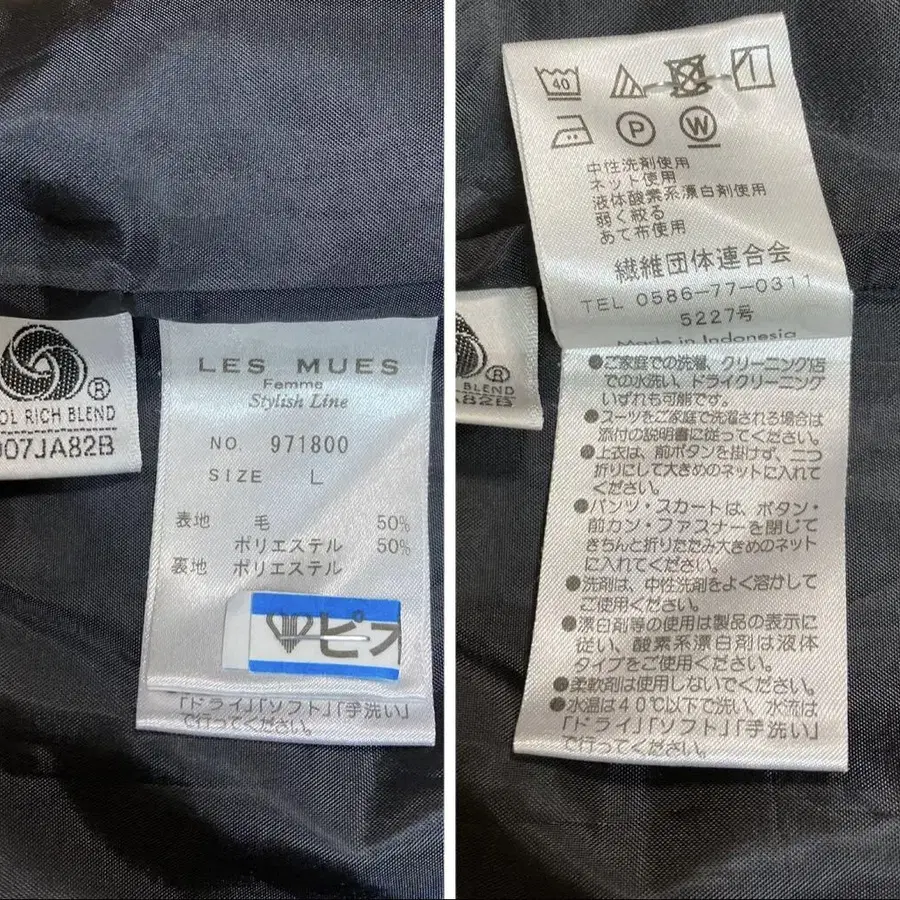 OL RICH BLEND
07JA82B
LES MUES
Femme
Stylish Line
NO. 971800
SIZE L
表地 毛 50%
ポリエステル 50%
裏地 ポリエステル
ピオ
「ドライ」「ソフト」「手洗い」
で行ってください。
BLEND
82B
40
P
W
中性洗剤使用
ネット使用
液体酸素系漂白剤使用
弱く絞る
あて布使用
繊維団体連合会
TEL 0586-77-0311
5227号
Made in Indonesia
●ご家庭での洗濯、クリーニング店
での水洗い、ドライクリーニング
いずれも可能です。
●スーツをご家庭で洗濯される場合は
添付の説明書に従ってください。
●上衣は、前ボタンを掛けず、二つ
折りにして大きめのネットに入れて
ください。
●パンツ・スカートは、ボタン・
前カン・ファスナーを閉じて
きちんと折りたたみ大きめのネット
に入れてください。
●洗剤は、中性洗剤をよく溶かして
ご使用ください。
●漂白剤等の使用は製品の表示に
従い、酸素系漂白剤は液体
タイプをご使用ください。
●柔軟剤は使用しないでください。
●水温は40℃以下で洗い、水流は
「ドライ」「ソフト」「手洗い」
で行ってください。